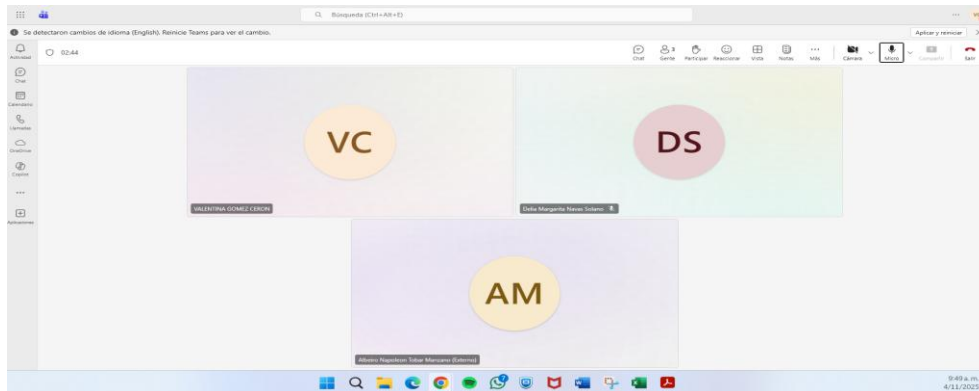 Búsqueda (Ctrl+Alt+E)
Se detectaron cambios de idioma (English). Reinicie Teams para ver el cambio.
Aplicar y reiniciar
02:44
Chat
Gente
3
Participar
Reaccionar
Vista
Notas
Más
Cámara
Micro
Compartir
Salir
Actividad
Chat
Calendario
Llamadas
OneDrive
Copilot
Aplicaciones
VC
VALENTINA GOMEZ CERON
DS
Delia Margarita Navas Solano
AM
Albeiro Napoleon Tobar Manzano (Externo)
9:49 a. m.
4/11/202